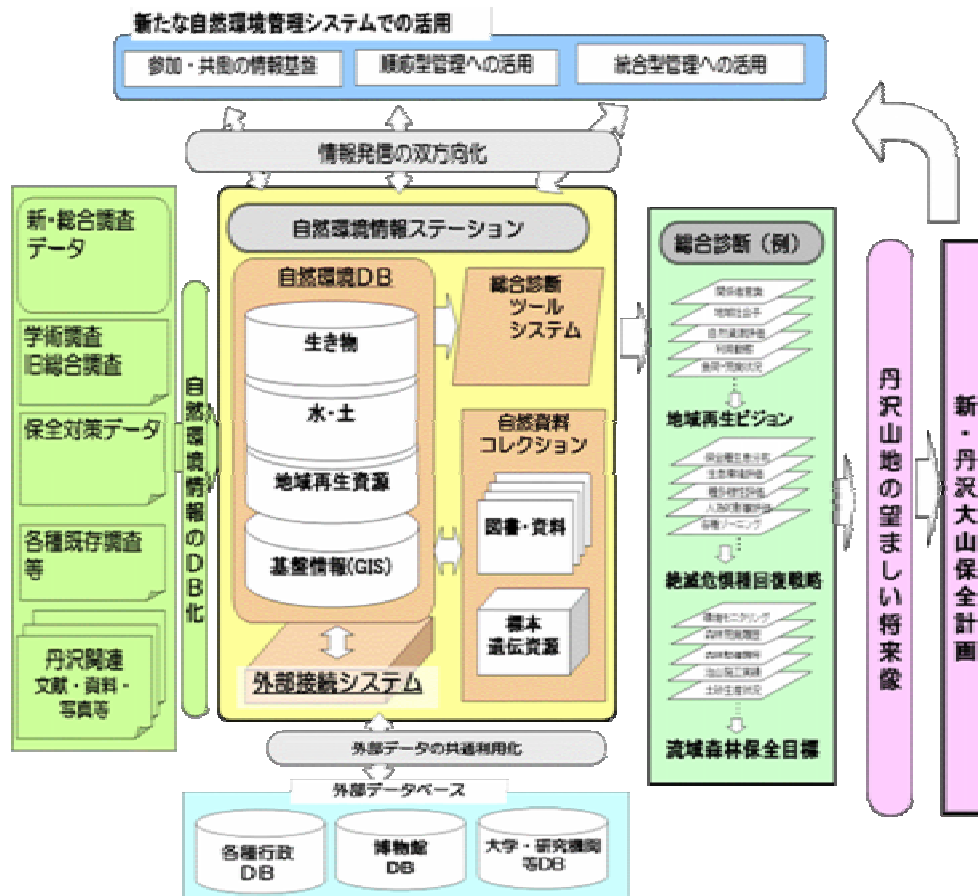 新たな自然環境管理システムでの活用
参加・共働の情報基盤
順応型管理への活用
統合型管理への活用
情報発信の双方向化
新・総合調査
データ
学術調査
旧総合調査
保全対策データ
各種既存調査
等
丹沢関連
文献・資料・
写真等
自然環境情報のDB化
自然環境情報ステーション
自然環境DB
生き物
水・土
地域再生資源
基盤情報(GIS)
総合診断
ツール
システム
自然資料
コレクション
図書・資料
標本
遺伝資源
外部接続システム
総合診断（例）
地域再生ビジョン
絶滅危惧種回復戦略
流域森林保全目標
丹沢山地の望ましい将来像
新・丹沢大山保全計画
外部データの共通利用化
外部データベース
各種行政
DB
博物館
DB
大学・研究機関
等DB